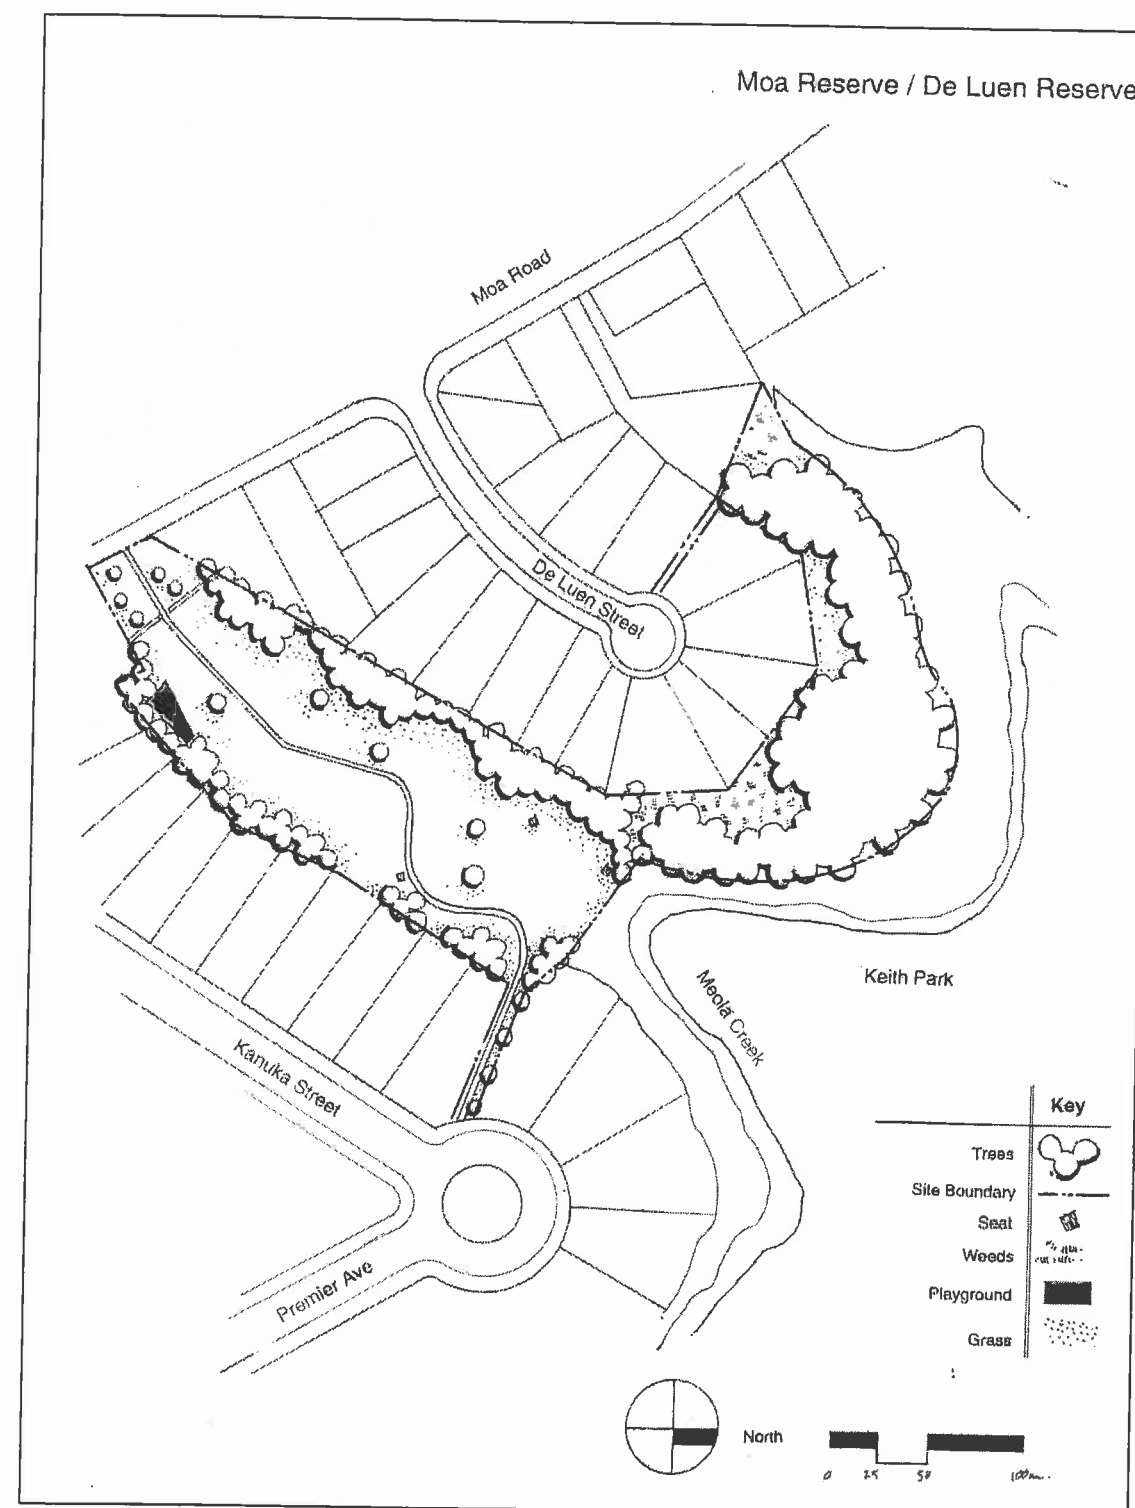 Moa Reserve / De Luen Reserve
Moa Road
De Luen Street
Keith Park
Meola Creek
Kanuka Street
Premier Ave
Key
Trees
Site Boundary
Seat
Weeds
Playground
Grass
North
0 25 50 100m.